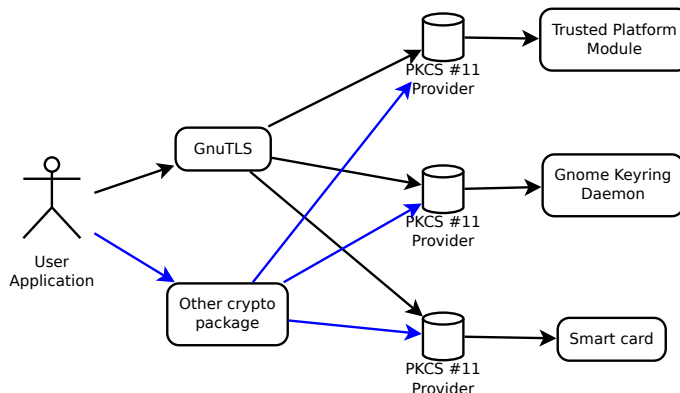 Trusted Platform
Module
PKCS #11
Provider
GnuTLS
Gnome Keyring
Daemon
PKCS #11
Provider
User
Application
Other crypto
package
Smart card
PKCS #11
Provider